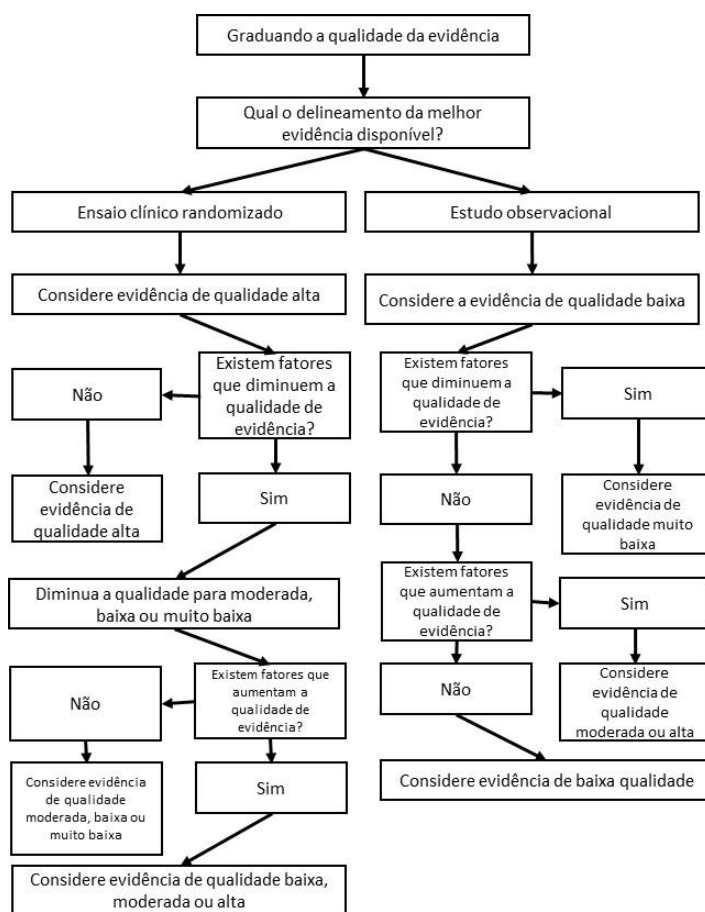 Graduando a qualidade da evidência
Qual o delineamento da melhor
evidência disponível?
Ensaio clínico randomizado
Estudo observacional
Considere evidência de qualidade alta
Considere a evidência de qualidade baixa
Existem fatores
que diminuem a
qualidade de
evidência?
Não
Existem fatores
que diminuem a
qualidade de
evidência?
Sim
Considere
evidência de
qualidade alta
Sim
Não
Considere
evidência de
qualidade muito
baixa
Diminua a qualidade para moderada,
baixa ou muito baixa
Existem fatores
que aumentam a
qualidade de
evidência?
Sim
Não
Existem fatores que
aumentam a
qualidade de
evidência?
Não
Considere
evidência de
qualidade
moderada ou alta
Considere evidência
de qualidade
moderada, baixa ou
muito baixa
Sim
Considere evidência de baixa qualidade
Considere evidência de qualidade baixa,
moderada ou alta